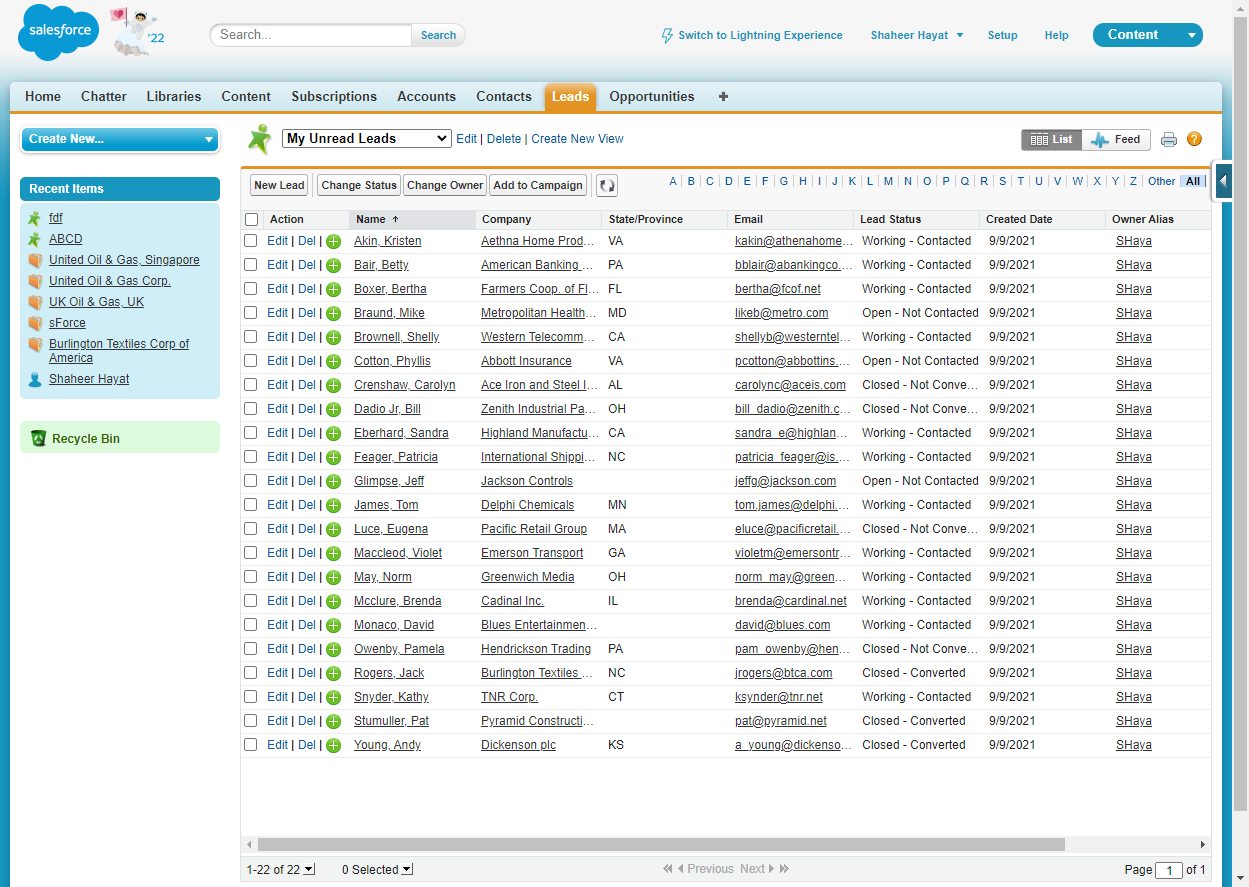 salesforce
'22
Search...
Search
Switch to Lightning Experience
Shaheer Hayat
Setup
Help
Content
Home Chatter Libraries Content Subscriptions Accounts Contacts Leads Opportunities +
Create New...
Recent Items
fdf
ABCD
United Oil & Gas, Singapore
United Oil & Gas Corp.
UK Oil & Gas, UK
sForce
Burlington Textiles Corp of
America
Shaheer Hayat
Recycle Bin
My Unread Leads Edit | Delete | Create New View
List Feed ?
New Lead Change Status Change Owner Add to Campaign
A | B | C | D | E | F | G | H | I | J | K | L | M | N | O | P | Q | R | S | T | U | V | W | X | Y | Z | Other All
Action Name Company State/Province Email Lead Status Created Date Owner Alias
Edit | Del | Akin, Kristen Aethna Home Prod... VA kakin@athenahome... Working - Contacted 9/9/2021 SHaya
Edit | Del | Bair, Betty American Banking ... PA bblair@abankingco.... Working - Contacted 9/9/2021 SHaya
Edit | Del | Boxer, Bertha Farmers Coop. of Fl... FL bertha@fcof.net Working - Contacted 9/9/2021 SHaya
Edit | Del | Braund, Mike Metropolitan Health... MD likeb@metro.com Open - Not Contacted 9/9/2021 SHaya
Edit | Del | Brownell, Shelly Western Telecomm... CA shellyb@westerntel... Working - Contacted 9/9/2021 SHaya
Edit | Del | Cotton, Phyllis Abbott Insurance VA pcotton@abbottins.... Open - Not Contacted 9/9/2021 SHaya
Edit | Del | Crenshaw, Carolyn Ace Iron and Steel I... AL carolync@aceis.com Closed - Not Conve... 9/9/2021 SHaya
Edit | Del | Dadio Jr, Bill Zenith Industrial Pa... OH bill_dadio@zenith.c... Closed - Not Conve... 9/9/2021 SHaya
Edit | Del | Eberhard, Sandra Highland Manufactu... CA sandra_e@highlan... Working - Contacted 9/9/2021 SHaya
Edit | Del | Feager, Patricia International Shippi... NC patricia_feager@is.... Working - Contacted 9/9/2021 SHaya
Edit | Del | Glimpse, Jeff Jackson Controls jeffg@jackson.com Open - Not Contacted 9/9/2021 SHaya
Edit | Del | James, Tom Delphi Chemicals MN tom.james@delphi.... Working - Contacted 9/9/2021 SHaya
Edit | Del | Luce, Eugena Pacific Retail Group MA eluce@pacificretail.... Closed - Not Conve... 9/9/2021 SHaya
Edit | Del | Maccleod, Violet Emerson Transport GA violetm@emersontr... Working - Contacted 9/9/2021 SHaya
Edit | Del | May, Norm Greenwich Media OH norm_may@green... Working - Contacted 9/9/2021 SHaya
Edit | Del | Mcclure, Brenda Cadinal Inc. IL brenda@cardinal.net Working - Contacted 9/9/2021 SHaya
Edit | Del | Monaco, David Blues Entertainmen... david@blues.com Working - Contacted 9/9/2021 SHaya
Edit | Del | Owenby, Pamela Hendrickson Trading PA pam_owenby@hen... Closed - Not Conve... 9/9/2021 SHaya
Edit | Del | Rogers, Jack Burlington Textiles ... NC jrogers@btca.com Closed - Converted 9/9/2021 SHaya
Edit | Del | Snyder, Kathy TNR Corp. CT ksynder@tnr.net Working - Contacted 9/9/2021 SHaya
Edit | Del | Stumuller, Pat Pyramid Constructi... pat@pyramid.net Closed - Converted 9/9/2021 SHaya
Edit | Del | Young, Andy Dickenson plc KS a_young@dickenso... Closed - Converted 9/9/2021 SHaya
1-22 of 22 0 Selected Previous Next Page 1 of 1